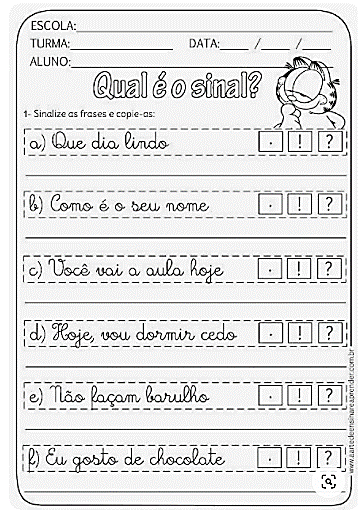 ESCOLA:
TURMA: DATA: / /
ALUNO:
Qual é o sinal?
1- Sinalize as frases e copie-as:
a) Que dia lindo . ! ?
b) Como é o seu nome . ! ?
c) Você vai a aula hoje . ! ?
d) Hoje, vou dormir cedo . ! ?
e) Não façam barulho . ! ?
f) Eu gosto de chocolate . ! ?
www.aartedeensinareaprender.com.br